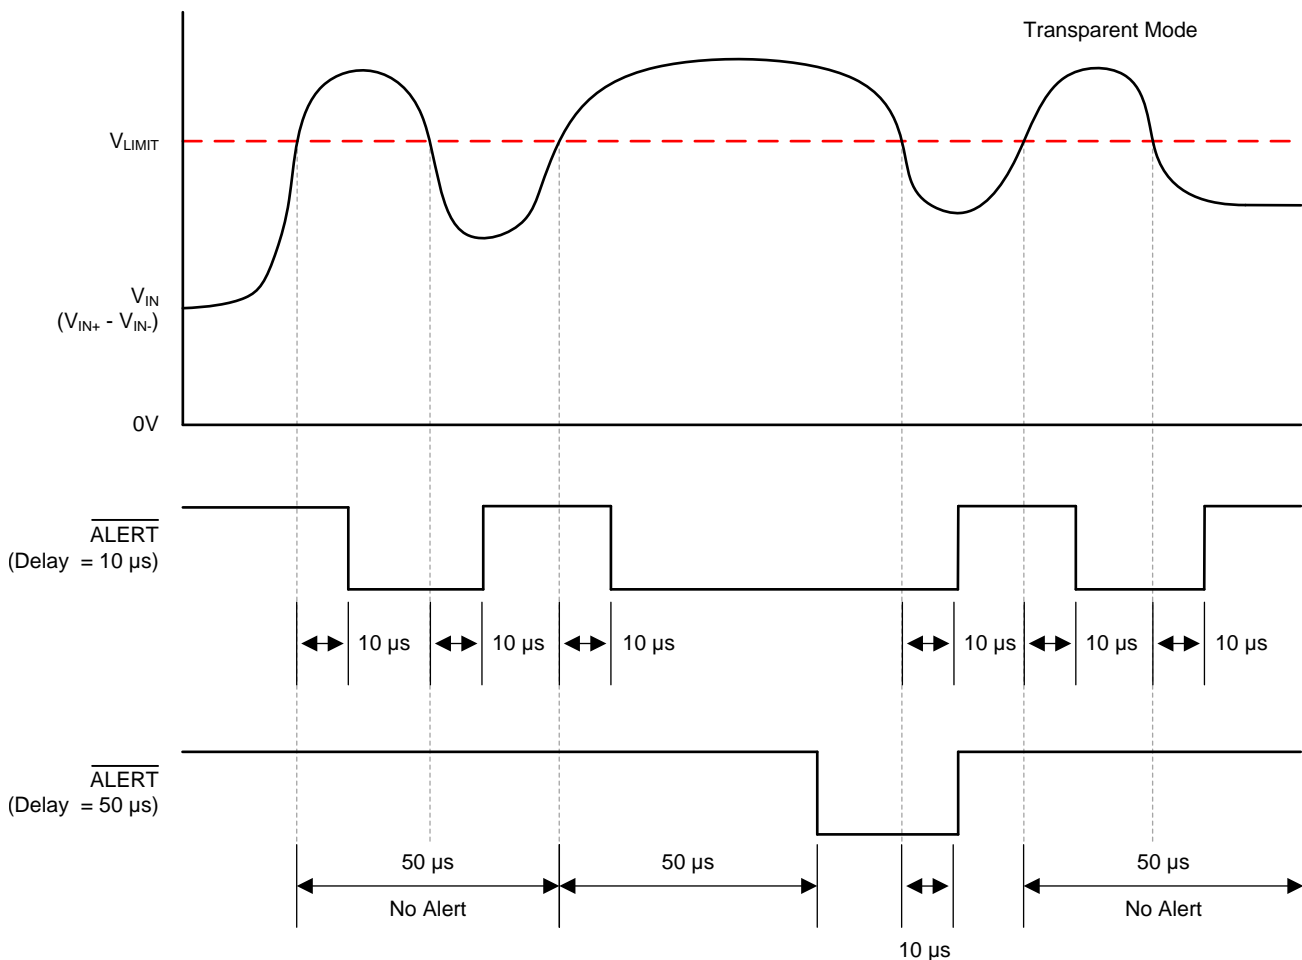 Transparent Mode
VLIMIT
VIN
(VIN+ - VIN-)
0V
ALERT
(Delay = 10 µs)
10 µs
10 µs
10 µs
10 µs
10 µs
10 µs
ALERT
(Delay = 50 µs)
50 µs
50 µs
50 µs
No Alert
No Alert
10 µs